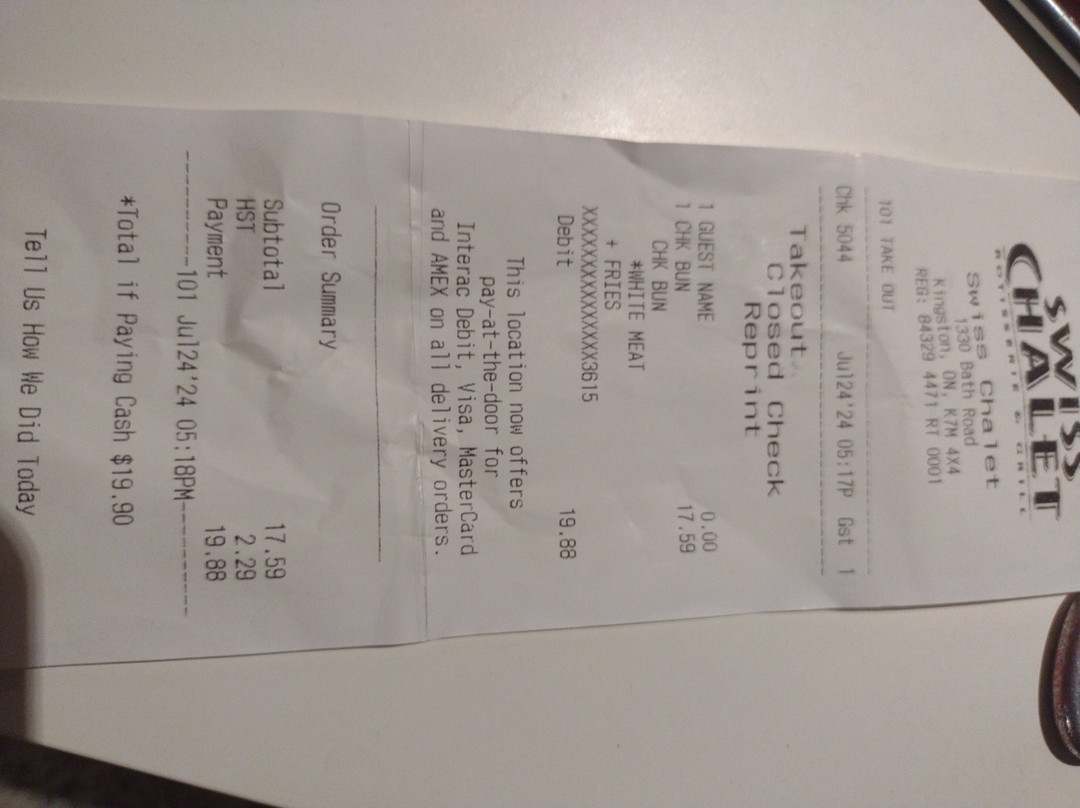 SWISS
CHALET
ROTISSERIE & GRILL
Swiss Chalet
1330 Bath Road
Kingston, ON, K7M 4X4
REG: 84329 4471 RT 0001
101 TAKE OUT
Chk 5044 Jul24'24 05:17P Gst 1
Takeout
Closed Check
Reprint
1 GUEST NAME 0.00
1 CHK BUN 17.59
CHK BUN
*WHITE MEAT
+ FRIES
XXXXXXXXXXXXXXX3615
Debit 19.88
This location now offers
pay-at-the-door for
Interac Debit, Visa, MasterCard
and AMEX on all delivery orders.
Order Summary
Subtotal 17.59
HST 2.29
Payment 19.88
--------101 Jul24'24 05:18PM--------
*Total if Paying Cash $19.90
Tell Us How We Did Today